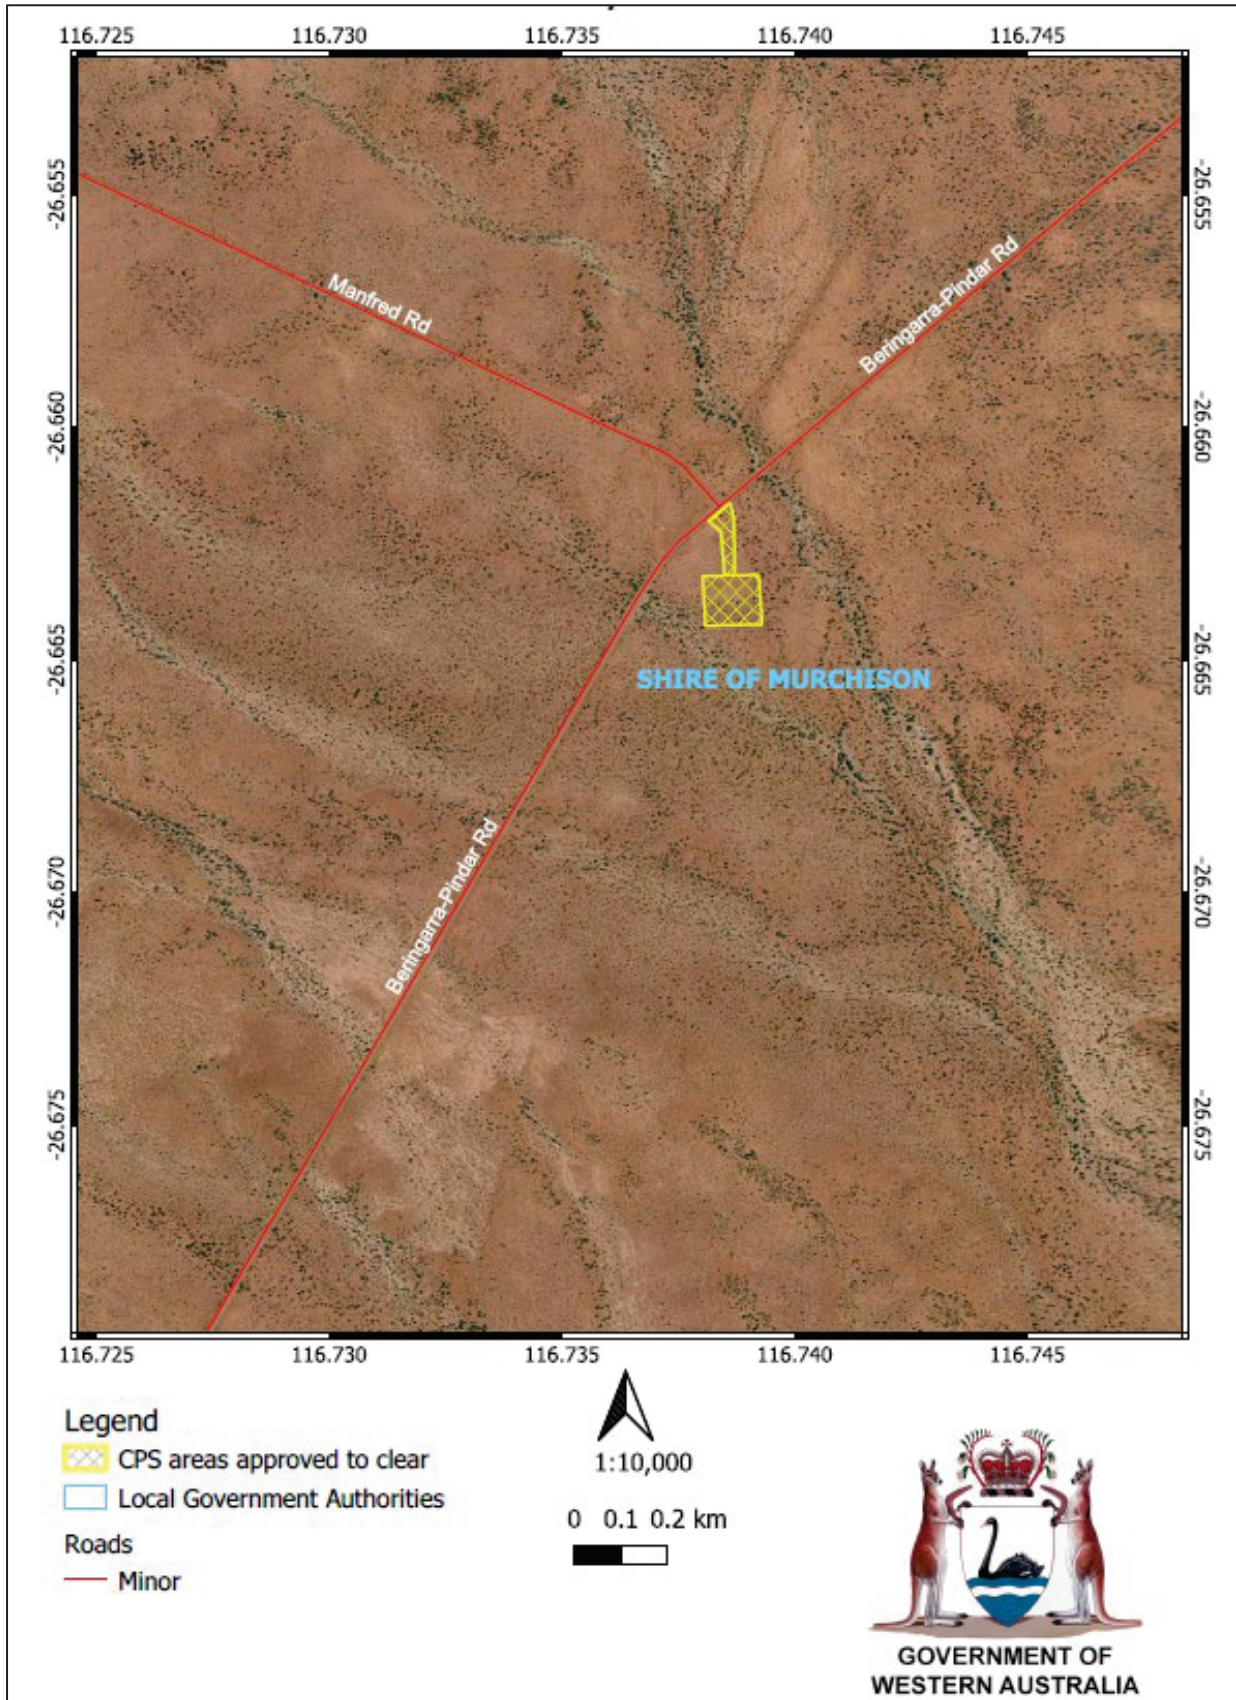 116.725 116.730 116.735 116.740 116.745
-26.655
-26.655
Manfred Rd
Beringarra-Pindar Rd
-26.660
-26.660
-26.665
-26.665
SHIRE OF MURCHISON
Beringarra-Pindar Rd
-26.670
-26.670
-26.675
-26.675
116.725 116.730 116.735 116.740 116.745
Legend
CPS areas approved to clear
Local Government Authorities
Roads
Minor
1:10,000
0 0.1 0.2 km
GOVERNMENT OF
WESTERN AUSTRALIA